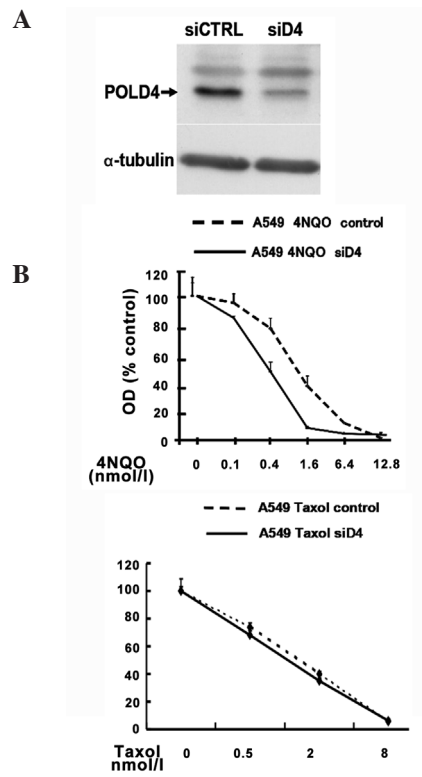 A
siCTRL siD4
POLD4
α-tubulin
A549 4NQO control
A549 4NQO siD4
B
OD (% control)
120
100
80
60
40
20
0
0 0.1 0.4 1.6 6.4 12.8
4NQO
(nmol/l)
A549 Taxol control
A549 Taxol siD4
120
100
80
60
40
20
0
0 0.5 2 8
Taxol
nmol/l